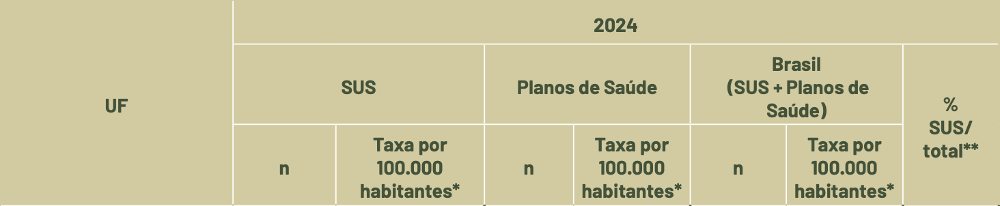 2024
UF
SUS
Planos de Saúde
Brasil
(SUS + Planos de
Saúde)
%
SUS/
total**
n
Taxa por
100.000
habitantes*
n
Taxa por
100.000
habitantes*
n
Taxa por
100.000
habitantes*